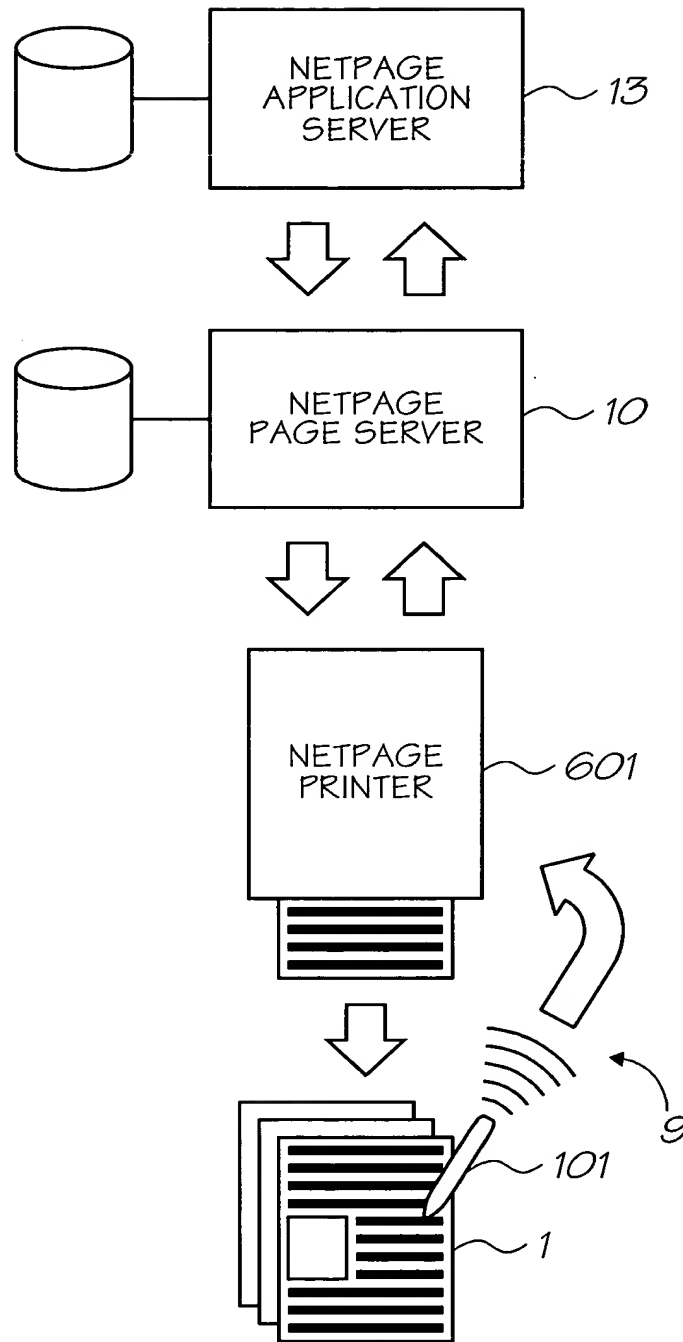 NETPAGE
APPLICATION
SERVER
13
NETPAGE
PAGE SERVER
10
NETPAGE
PRINTER
601
9
101
1